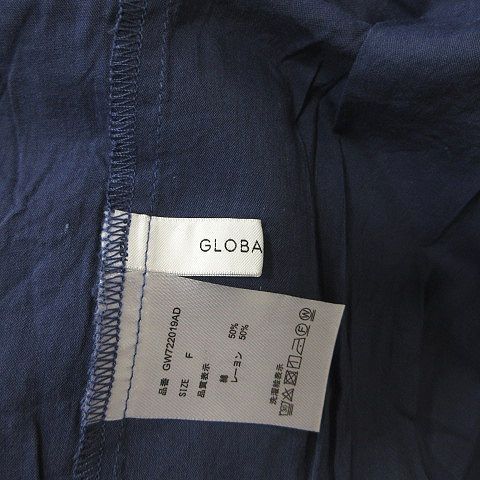 GLOBA
品番 GW722019AD
SIZE F
品質表示
綿 50%
レーヨン 50%
洗濯絵表示